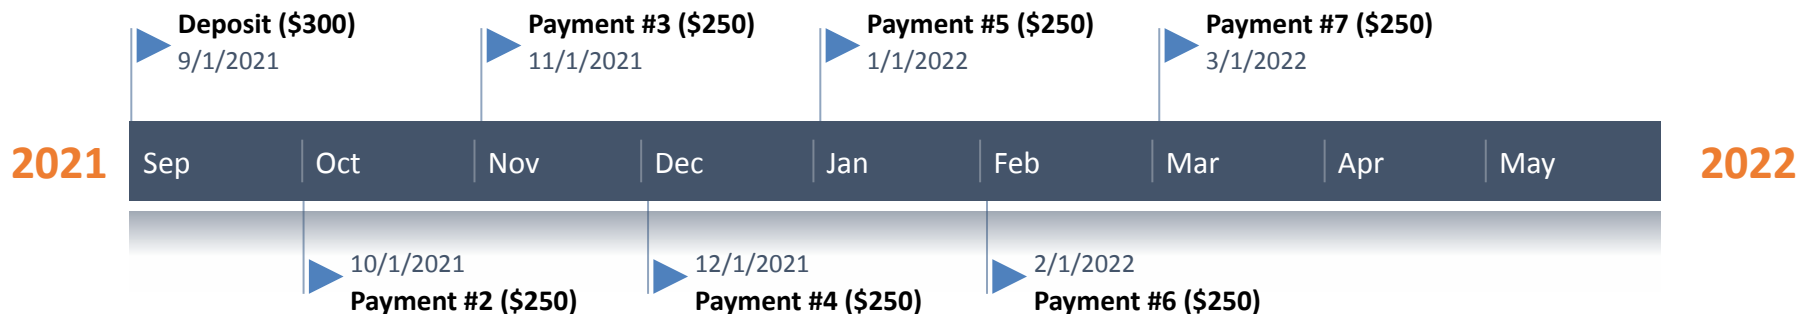 Deposit ($300)
9/1/2021
Payment #3 ($250)
11/1/2021
Payment #5 ($250)
1/1/2022
Payment #7 ($250)
3/1/2022
2021 Sep Oct Nov Dec Jan Feb Mar Apr May 2022
10/1/2021
Payment #2 ($250)
12/1/2021
Payment #4 ($250)
2/1/2022
Payment #6 ($250)